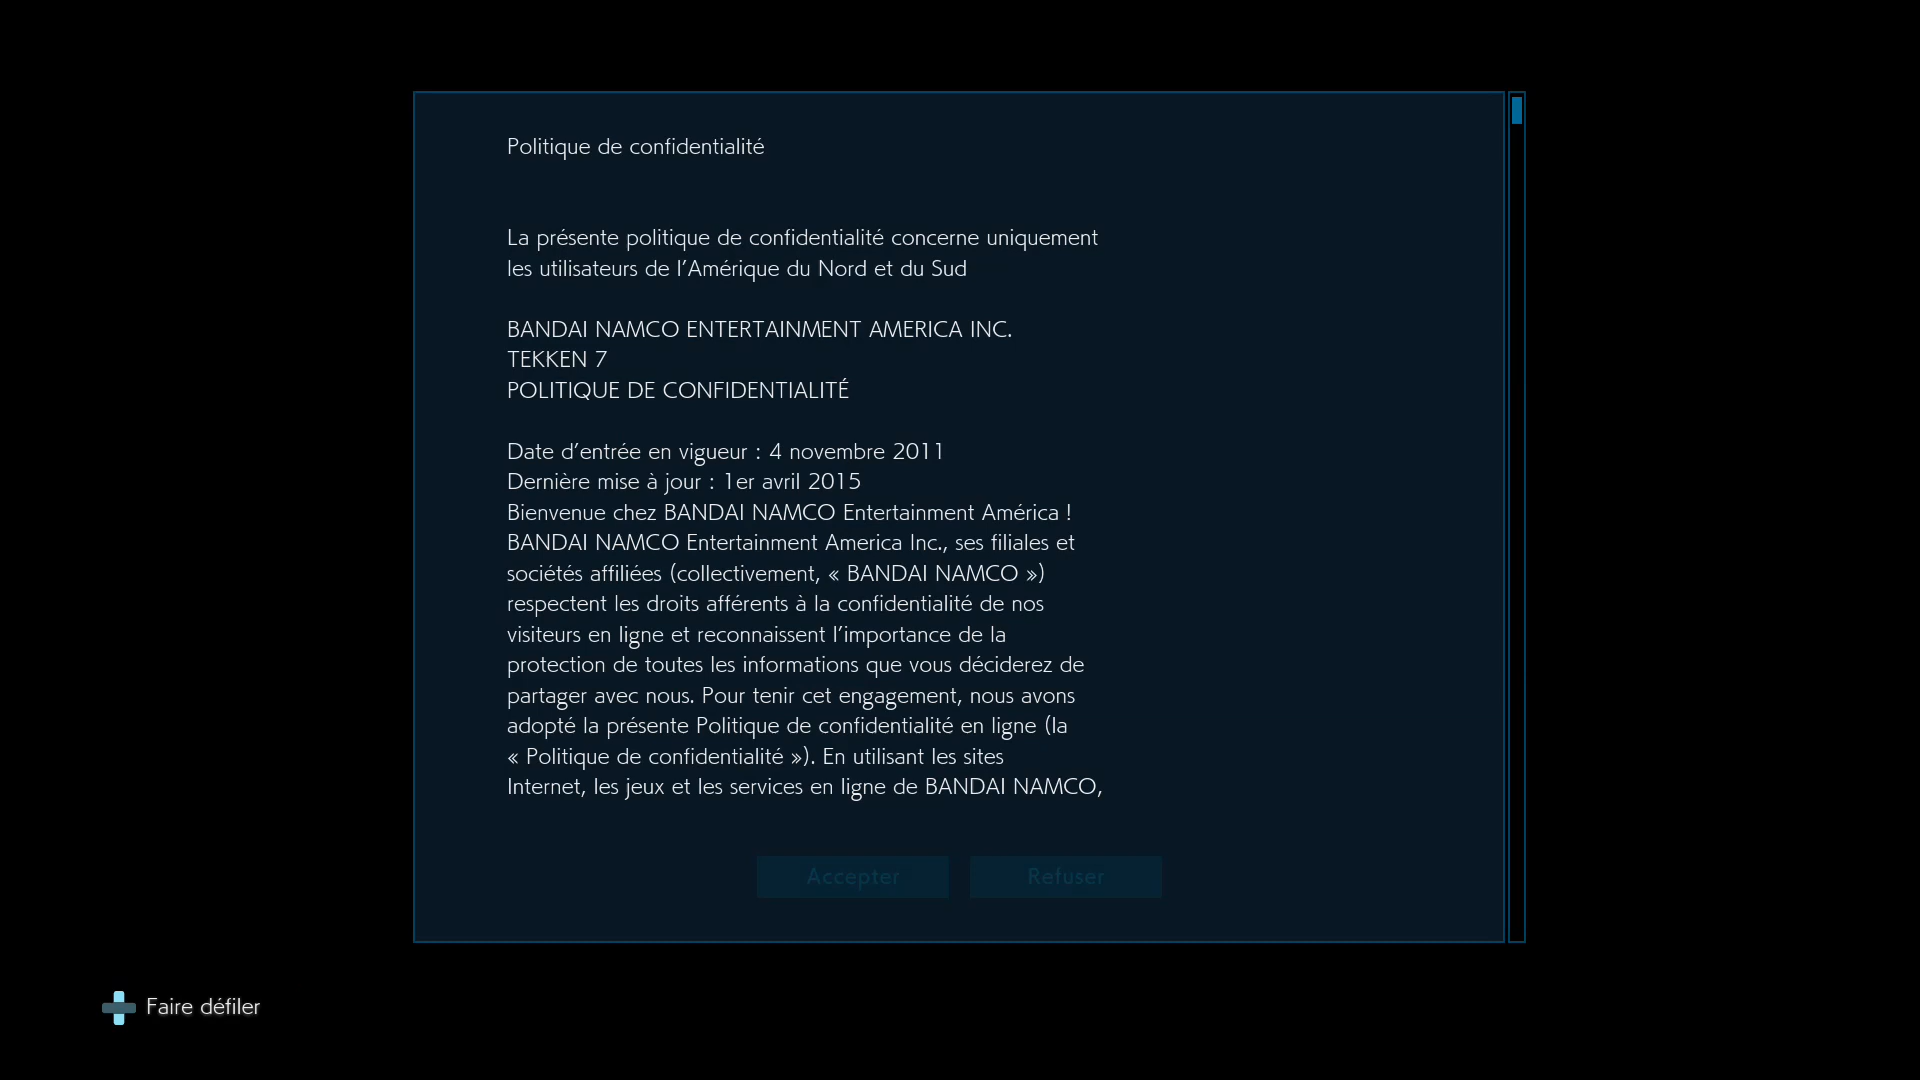 Politique de confidentialité
La présente politique de confidentialité concerne uniquement
les utilisateurs de l’Amérique du Nord et du Sud
BANDAI NAMCO ENTERTAINMENT AMERICA INC.
TEKKEN 7
POLITIQUE DE CONFIDENTIALITÉ
Date d’entrée en vigueur : 4 novembre 2011
Dernière mise à jour : 1er avril 2015
Bienvenue chez BANDAI NAMCO Entertainment América !
BANDAI NAMCO Entertainment America Inc., ses filiales et
sociétés affiliées (collectivement, « BANDAI NAMCO »)
respectent les droits afférents à la confidentialité de nos
visiteurs en ligne et reconnaissent l’importance de la
protection de toutes les informations que vous déciderez de
partager avec nous. Pour tenir cet engagement, nous avons
adopté la présente Politique de confidentialité en ligne (la
« Politique de confidentialité »). En utilisant les sites
Internet, les jeux et les services en ligne de BANDAI NAMCO,
Accepter
Refuser
Faire défiler